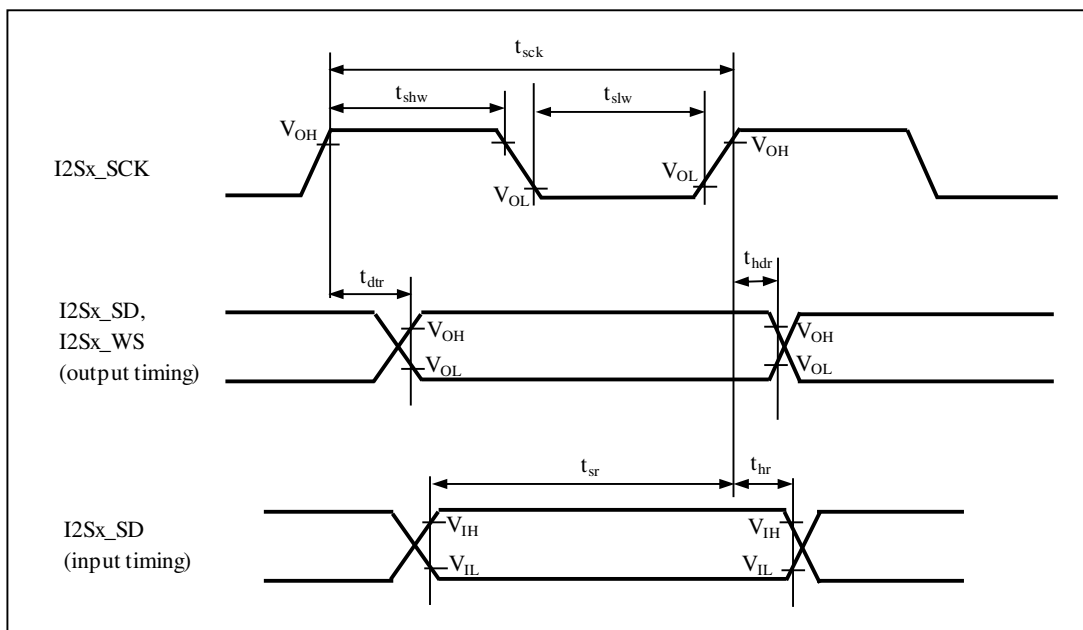 t_sck
t_shw
t_slw
V_OH
V_OH
I2Sx_SCK
V_OL
V_OL
t_dtr
t_hdr
I2Sx_SD,
I2Sx_WS
(output timing)
V_OH
V_OH
V_OL
V_OL
t_sr
t_hr
I2Sx_SD
(input timing)
V_IH
V_IH
V_IL
V_IL